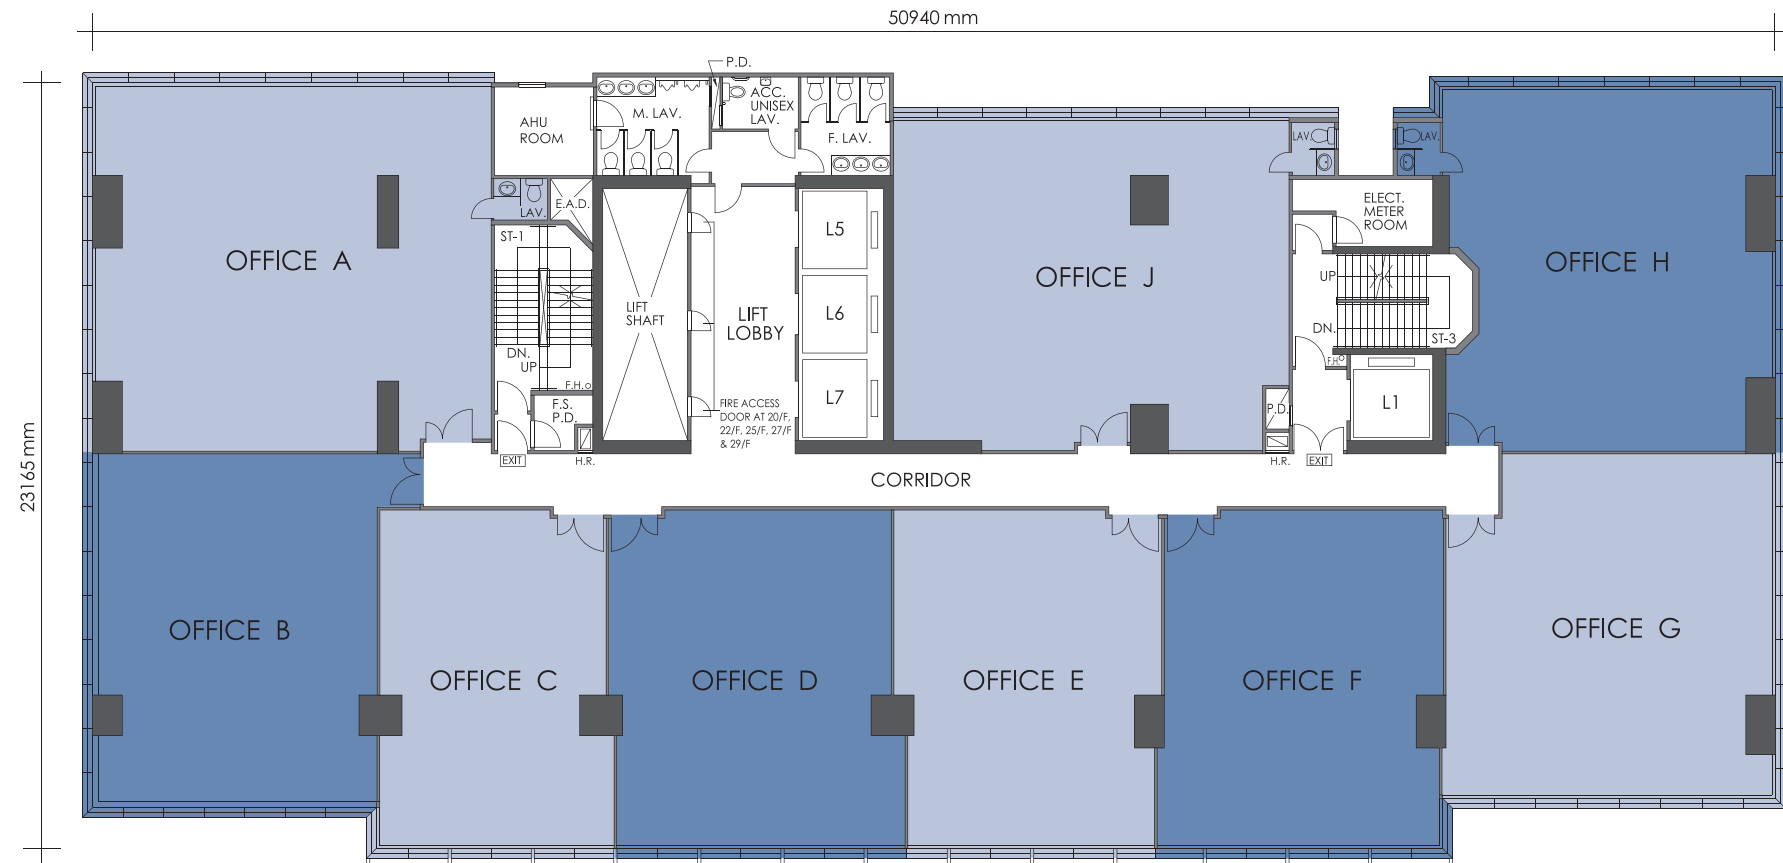 50940 mm
P.D.
ACC.
UNISEX
LAV.
M. LAV.
F. LAV.
AHU
ROOM
LAV.
LAV.
LAV.
E.A.D.
ELECT.
METER
ROOM
ST-1
L5
OFFICE A
OFFICE J
OFFICE H
UP
LIFT
SHAFT
LIFT
LOBBY
L6
DN.
ST-3
DN.
UP
F.H.
F.H.
F.S.
P.D.
L7
L1
FIRE ACCESS
DOOR AT 20/F,
22/F, 25/F, 27/F
& 29/F
P.D.
EXIT
H.R.
H.R.
EXIT
23165 mm
CORRIDOR
OFFICE B
OFFICE G
OFFICE C
OFFICE D
OFFICE E
OFFICE F